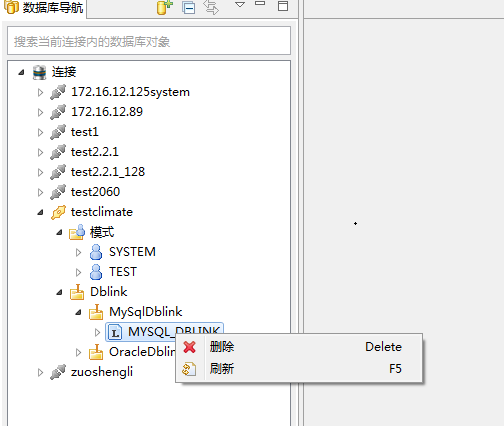 数据库导航
搜索当前连接内的数据库对象
连接
172.16.12.125system
172.16.12.89
test1
test2.2.1
test2.2.1_128
test2060
testclimate
模式
SYSTEM
TEST
Dblink
MySqlDblink
MYSQL_DBLINK
删除 Delete
OracleDblin
刷新 F5
zuoshengli